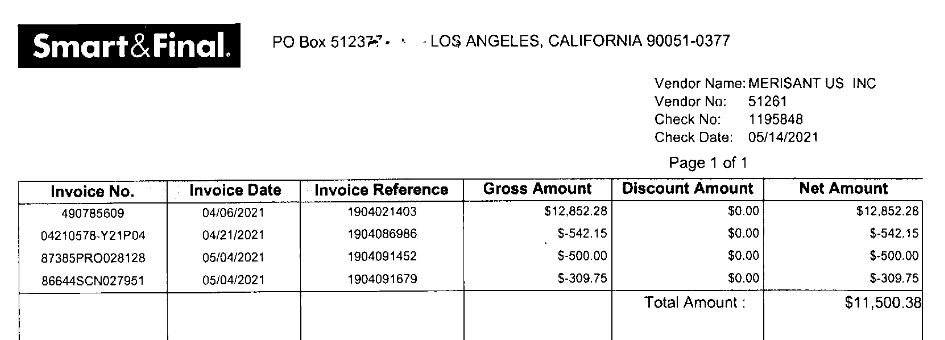 Smart&Final. PO Box 512377 LOS ANGELES, CALIFORNIA 90051-0377
Vendor Name: MERISANT US INC
Vendor No: 51261
Check No: 1195848
Check Date: 05/14/2021
Page 1 of 1
Invoice No. Invoice Date Invoice Reference Gross Amount Discount Amount Net Amount
490785609 04/06/2021 1904021403 $12,852.28 $0.00 $12,852.28
04210578-Y21P04 04/21/2021 1904086986 $-542.15 $0.00 $-542.15
87385PRO028128 05/04/2021 1904091452 $-500.00 $0.00 $-500.00
86644SCN027951 05/04/2021 1904091679 $-309.75 $0.00 $-309.75
Total Amount : $11,500.38